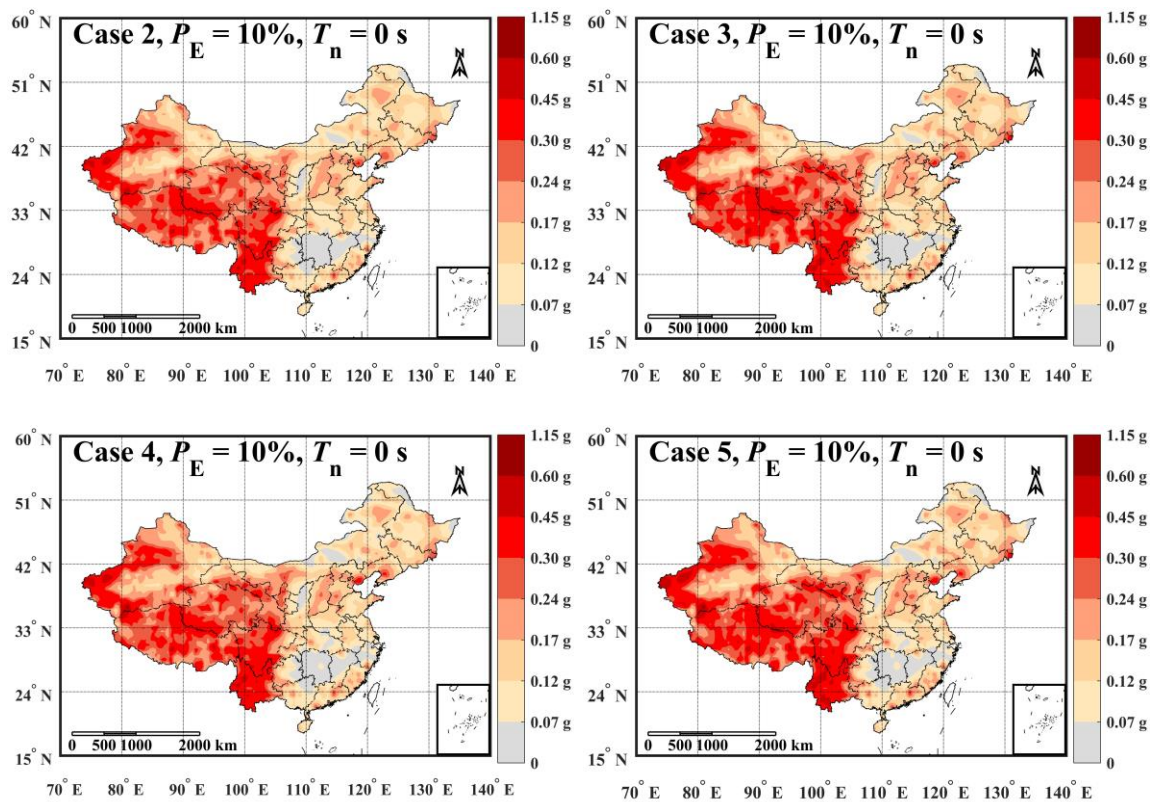 Case 2, P_E = 10%, T_n = 0 s
N
60° N
51° N
42° N
33° N
24° N
15° N
0 500 1000 2000 km
70° E 80° E 90° E 100° E 110° E 120° E 130° E 140° E
1.15 g
0.60 g
0.45 g
0.30 g
0.24 g
0.17 g
0.12 g
0.07 g
0
Case 3, P_E = 10%, T_n = 0 s
N
60° N
51° N
42° N
33° N
24° N
15° N
0 500 1000 2000 km
70° E 80° E 90° E 100° E 110° E 120° E 130° E 140° E
1.15 g
0.60 g
0.45 g
0.30 g
0.24 g
0.17 g
0.12 g
0.07 g
0
Case 4, P_E = 10%, T_n = 0 s
N
60° N
51° N
42° N
33° N
24° N
15° N
0 500 1000 2000 km
70° E 80° E 90° E 100° E 110° E 120° E 130° E 140° E
1.15 g
0.60 g
0.45 g
0.30 g
0.24 g
0.17 g
0.12 g
0.07 g
0
Case 5, P_E = 10%, T_n = 0 s
N
60° N
51° N
42° N
33° N
24° N
15° N
0 500 1000 2000 km
70° E 80° E 90° E 100° E 110° E 120° E 130° E 140° E
1.15 g
0.60 g
0.45 g
0.30 g
0.24 g
0.17 g
0.12 g
0.07 g
0